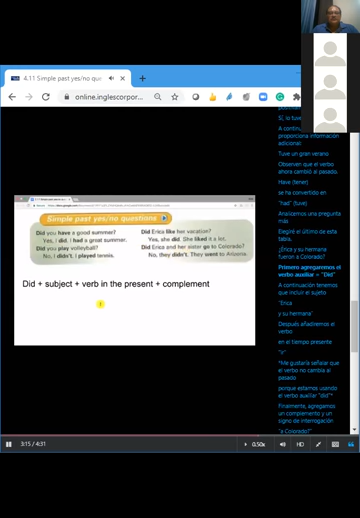 4.11 Simple past yes/no ques
online.inglescorpor...
Simple past yes/no questions
Did you have a good summer?
Yes, I did. I had a great summer.
Did you play volleyball?
No, I didn't. I played tennis.
Did Erica like her vacation?
Yes, she did. She liked it a lot.
Did Erica and her sister go to Colorado?
No, they didn't. They went to Arizona.
Did + subject + verb in the present + complement
Sí, lo tuve
A continu
proporciona información
adicional:
Tuve un gran verano
Observen que el verbo
ahora ha cambiado al pasado.
Have (tener)
se ha convertido en
"had" (tuve)
Analicemos una pregunta
más
Elegiré el último de esta
tabla.
¿Erica y su hermana
fueron a Colorado?
Primero agregaremos el
verbo auxiliar = "Did"
A continuación tenemos
que incluir al sujeto
"Erica
y su hermana"
Después añadiremos el
verbo
en el tiempo presente
"ir"
*Me gustaría señalar que
el verbo no cambia al
pasado
porque estamos usando
el verbo auxiliar "did"*
Finalmente, agregamos
un complemento y un
signo de interrogación
"a Colorado?"
3:15 / 4:31
0.50x
HD